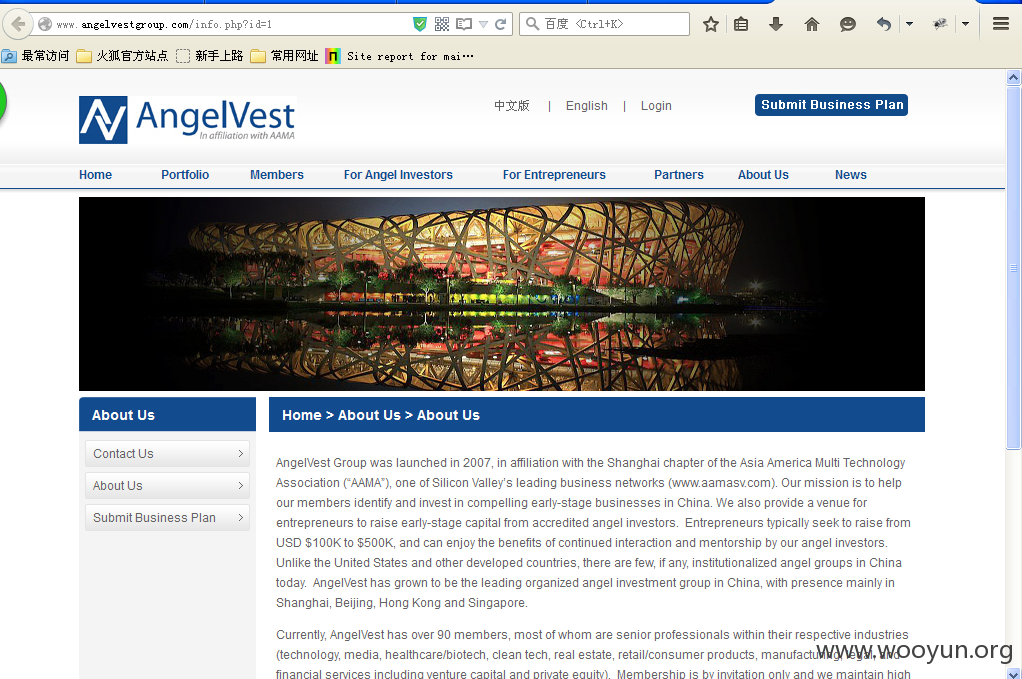 www.angelvestgroup.com/info.php?id=1
百度 <Ctrl+K>
最常访问 火狐官方站点 新手上路 常用网址 Site report for mai…
AngelVest
In affiliation with AAMA
中文版 | English | Login
Submit Business Plan
Home Portfolio Members For Angel Investors For Entrepreneurs Partners About Us News
About Us
Contact Us
About Us
Submit Business Plan
Home > About Us > About Us
AngelVest Group was launched in 2007, in affiliation with the Shanghai chapter of the Asia America Multi Technology
Association (“AAMA”), one of Silicon Valley's leading business networks (www.aamasv.com). Our mission is to help
our members identify and invest in compelling early-stage businesses in China. We also provide a venue for
entrepreneurs to raise early-stage capital from accredited angel investors.  Entrepreneurs typically seek to raise from
USD $100K to $500K, and can enjoy the benefits of continued interaction and mentorship by our angel investors.
Unlike the United States and other developed countries, there are few, if any, institutionalized angel groups in China
today.  AngelVest has grown to be the leading organized angel investment group in China, with presence mainly in
Shanghai, Beijing, Hong Kong and Singapore.
Currently, AngelVest has over 90 members, most of whom are senior professionals within their respective industries
(technology, media, healthcare/biotech, clean tech, real estate, retail/consumer products, manufacturing, legal, and
financial services including venture capital and private equity).  Membership is by invitation only and we maintain high
www.wooyun.org